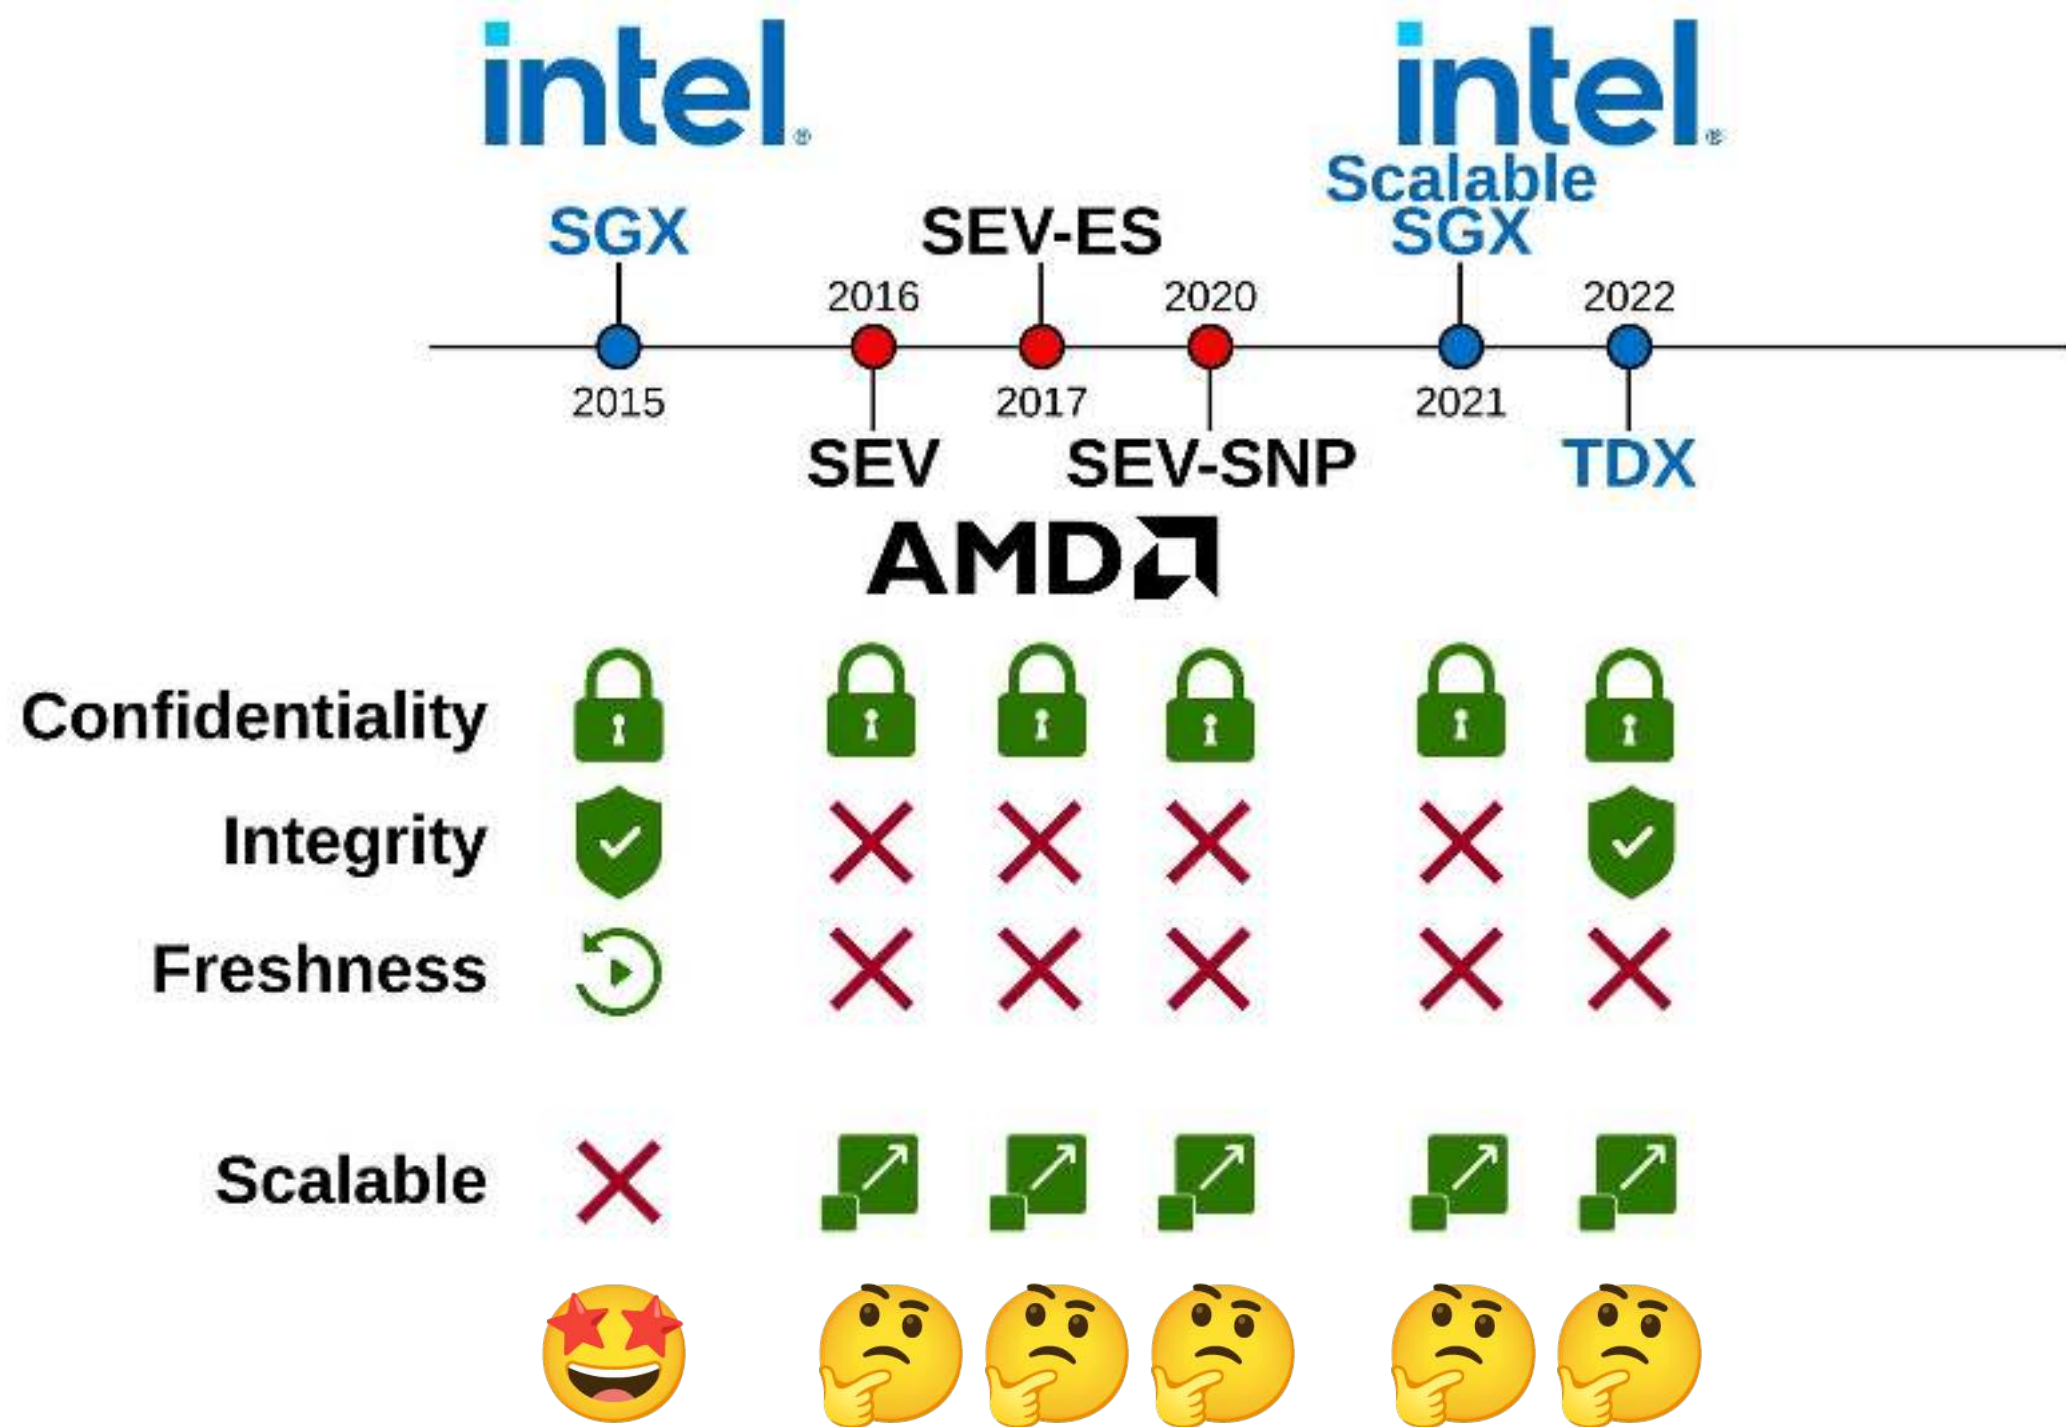 intel® intel®
Scalable
SGX SEV-ES SGX
2016 2020 2022
2015 2017 2021
SEV SEV-SNP TDX
AMD
Confidentiality
Integrity
Freshness
Scalable